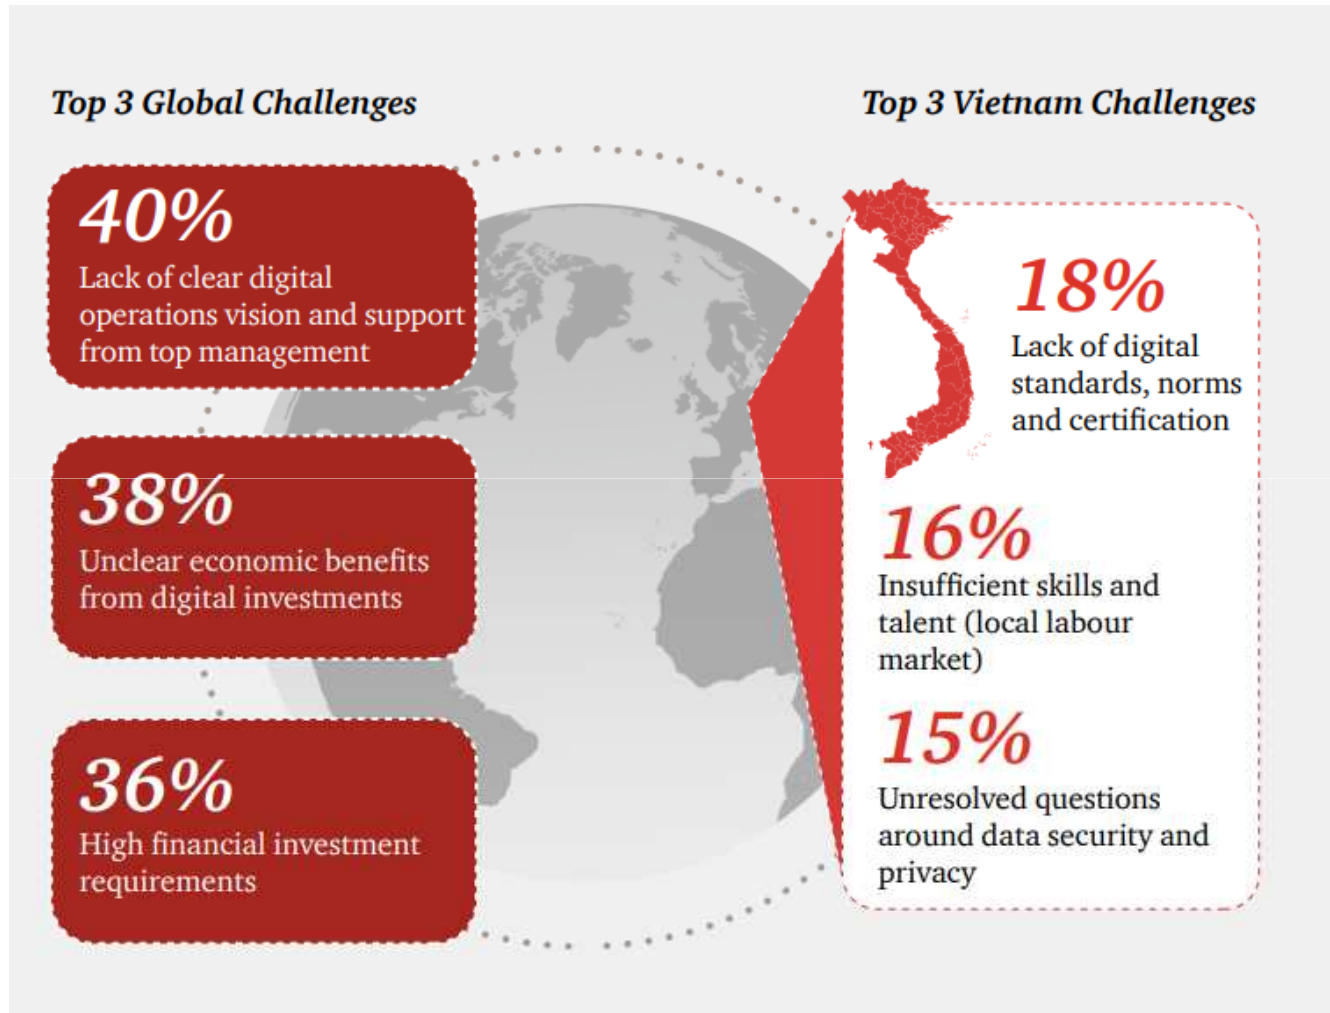 Top 3 Global Challenges
40%
Lack of clear digital
operations vision and support
from top management
38%
Unclear economic benefits
from digital investments
36%
High financial investment
requirements
Top 3 Vietnam Challenges
18%
Lack of digital
standards, norms
and certification
16%
Insufficient skills and
talent (local labour
market)
15%
Unresolved questions
around data security and
privacy